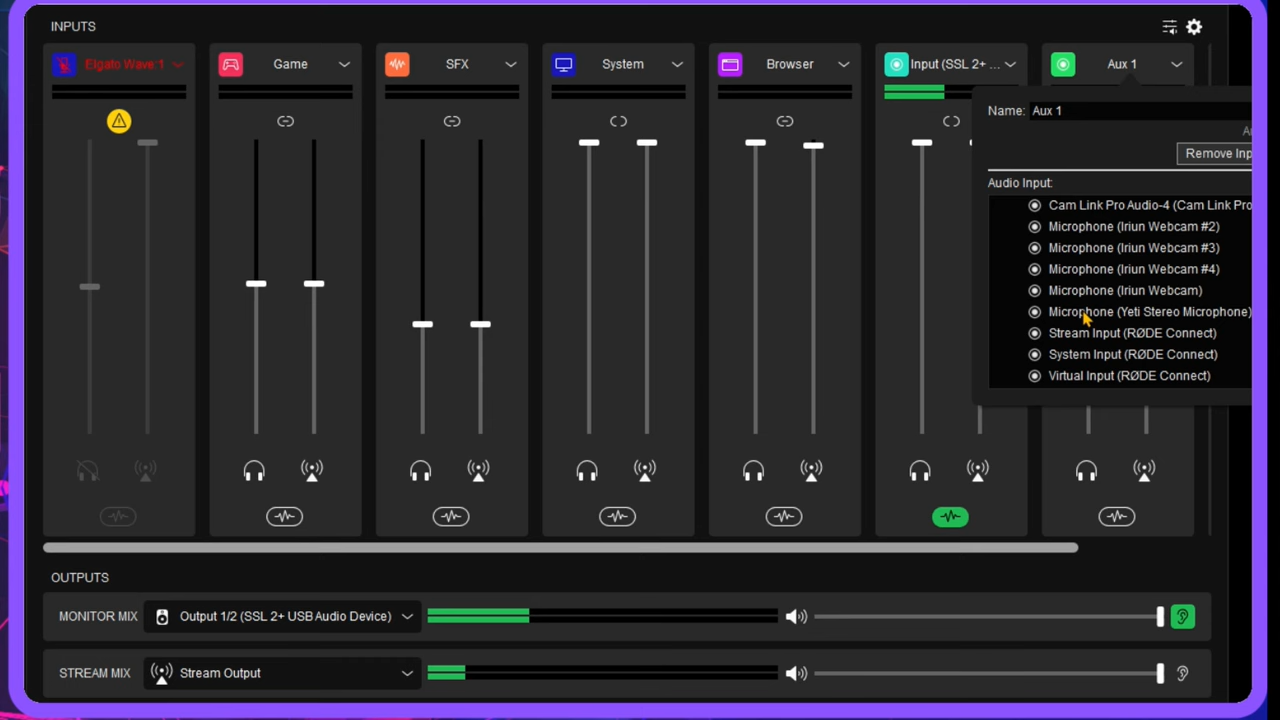 INPUTS
Elgato Wave:1
Game
SFX
System
Browser
Input (SSL 2+ ...
Aux 1
Name: Aux 1
Remove Inp
Audio Input:
Cam Link Pro Audio-4 (Cam Link Pro
Microphone (Iriun Webcam #2)
Microphone (Iriun Webcam #3)
Microphone (Iriun Webcam #4)
Microphone (Iriun Webcam)
Microphone (Yeti Stereo Microphone)
Stream Input (RØDE Connect)
System Input (RØDE Connect)
Virtual Input (RØDE Connect)
OUTPUTS
MONITOR MIX
Output 1/2 (SSL 2+ USB Audio Device)
STREAM MIX
Stream Output